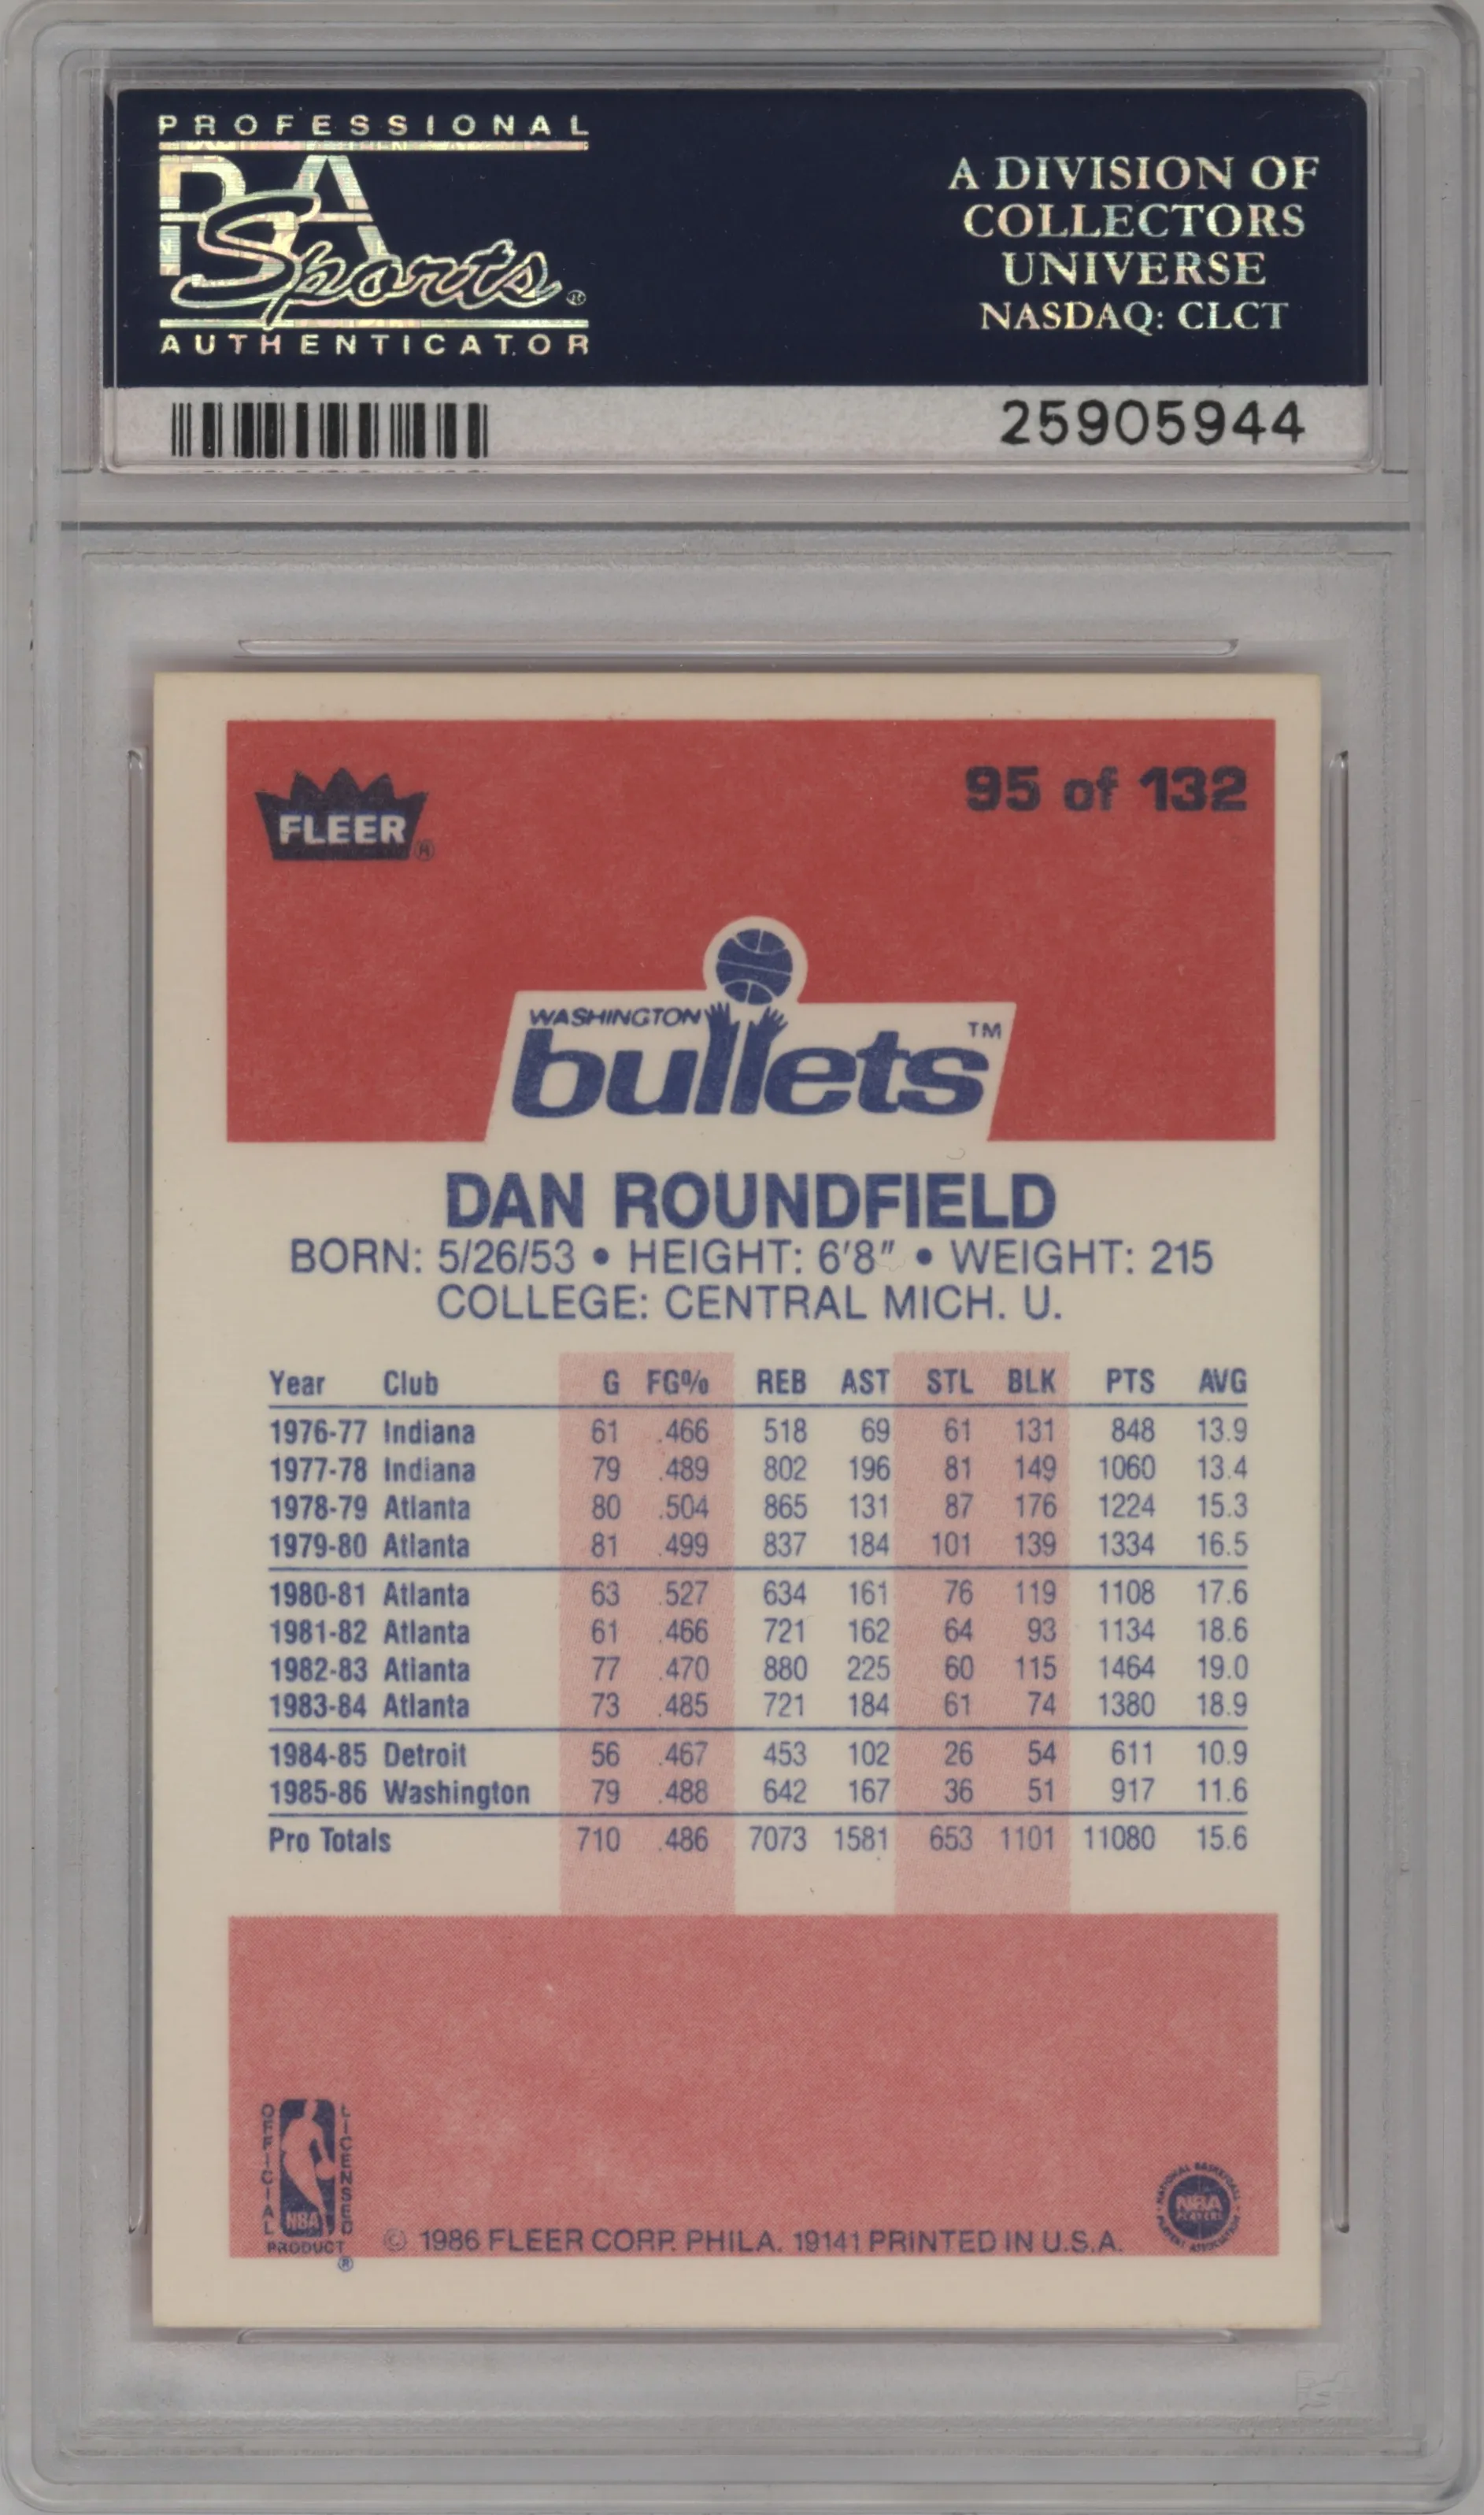 PROFESSIONAL
PSA
Sports®
AUTHENTICATOR
A DIVISION OF
COLLECTORS
UNIVERSE
NASDAQ: CLCT
25905944
FLEER®
95 of 132
WASHINGTON
bullets™
DAN ROUNDFIELD
BORN: 5/26/53 • HEIGHT: 6'8" • WEIGHT: 215
COLLEGE: CENTRAL MICH. U.
Year Club G FG% REB AST STL BLK PTS AVG
1976-77 Indiana 61 .466 518 69 61 131 848 13.9
1977-78 Indiana 79 .489 802 196 81 149 1060 13.4
1978-79 Atlanta 80 .504 865 131 87 176 1224 15.3
1979-80 Atlanta 81 .499 837 184 101 139 1334 16.5
1980-81 Atlanta 63 .527 634 161 76 119 1108 17.6
1981-82 Atlanta 61 .466 721 162 64 93 1134 18.6
1982-83 Atlanta 77 .470 880 225 60 115 1464 19.0
1983-84 Atlanta 73 .485 721 184 61 74 1380 18.9
1984-85 Detroit 56 .467 453 102 26 54 611 10.9
1985-86 Washington 79 .488 642 167 36 51 917 11.6
Pro Totals 710 .486 7073 1581 653 1101 11080 15.6
OFFICIAL
LICENSED
NBA
PRODUCT®
© 1986 FLEER CORP. PHILA. 19141 PRINTED IN U.S.A.
NATIONAL BASKETBALL
NBA
PLAYERS
PLAYERS ASSOCIATION